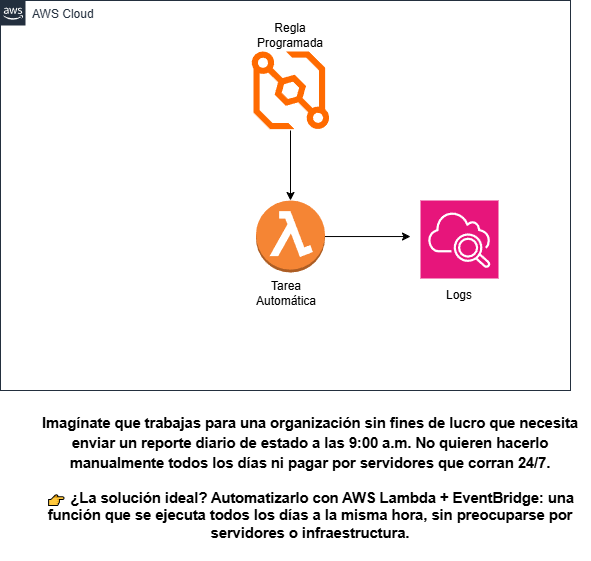 aws
AWS Cloud
Regla
Programada
Tarea
Automática
Logs
Imagínate que trabajas para una organización sin fines de lucro que necesita
enviar un reporte diario de estado a las 9:00 a.m. No quieren hacerlo
manualmente todos los días ni pagar por servidores que corran 24/7.
👉 ¿La solución ideal? Automatizarlo con AWS Lambda + EventBridge: una
función que se ejecuta todos los días a la misma hora, sin preocuparse por
servidores o infraestructura.